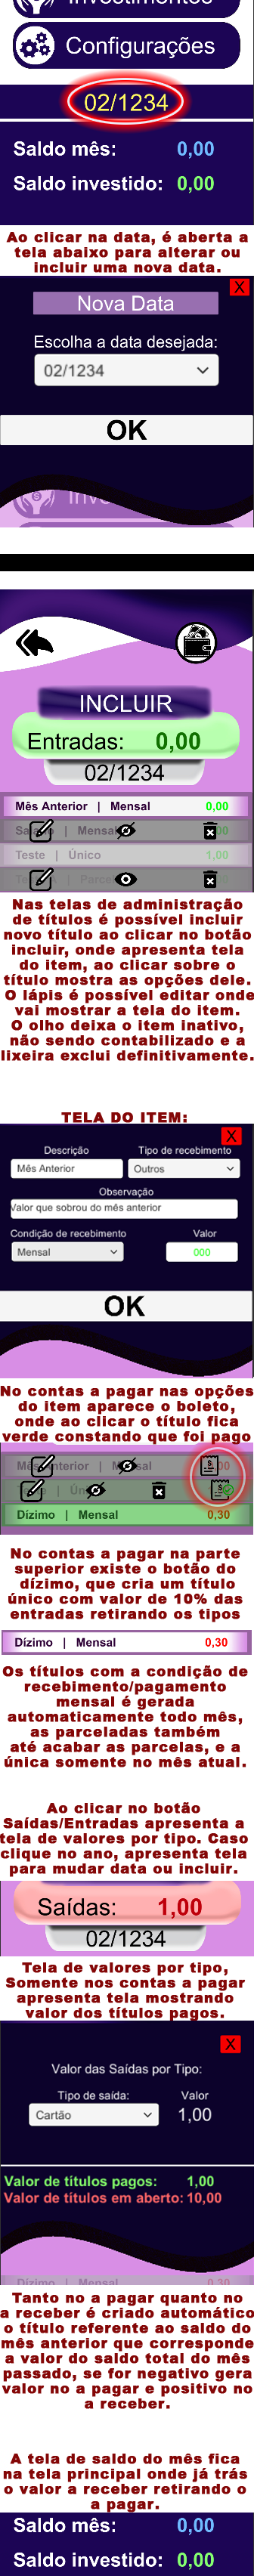 Investimentos
Configurações
02/1234
Saldo mês: 0,00
Saldo investido: 0,00
Ao clicar na data, é aberta a
tela abaixo para alterar ou
incluir uma nova data.
X
Nova Data
Escolha a data desejada:
02/1234
OK
INCLUIR
Entradas: 0,00
02/1234
Mês Anterior | Mensal 0,00
Teste | Único 1,00
Nas telas de administração
de títulos é possível incluir
novo título ao clicar no botão
incluir, onde apresenta tela
do item, ao clicar sobre o
título mostra as opções dele.
O lápis é possível editar onde
vai mostrar a tela do item.
O olho deixa o item inativo,
não sendo contabilizado e a
lixeira exclui definitivamente.
TELA DO ITEM:
X
Descrição Tipo de recebimento
Mês Anterior Outros
Observação
Valor que sobrou do mês anterior
Condição de recebimento Valor
Mensal 000
OK
No contas a pagar nas opções
do item aparece o boleto,
onde ao clicar o título fica
verde constando que foi pago
Dízimo | Mensal 0,30
No contas a pagar na parte
superior existe o botão do
dízimo, que cria um título
único com valor de 10% das
entradas retirando os tipos
Dízimo | Mensal 0,30
Os títulos com a condição de
recebimento/pagamento
mensal é gerada
automaticamente todo mês,
as parceladas também
até acabar as parcelas, e a
única somente no mês atual.
Ao clicar no botão
Saídas/Entradas apresenta a
tela de valores por tipo. Caso
clique no ano, apresenta tela
para mudar data ou incluir.
Saídas: 1,00
02/1234
Tela de valores por tipo,
Somente nos contas a pagar
apresenta tela mostrando
valor dos títulos pagos.
X
Valor das Saídas por Tipo:
Tipo de saída: Valor
Cartão 1,00
Valor de títulos pagos: 1,00
Valor de títulos em aberto: 10,00
Dízimo | Mensal 0,30
Tanto no a pagar quanto no
a receber é criado automático
o título referente ao saldo do
mês anterior que corresponde
a valor do saldo total do mês
passado, se for negativo gera
valor no a pagar e positivo no
a receber.
A tela de saldo do mês fica
na tela principal onde já trás
o valor a receber retirando o
a pagar.
Saldo mês: 0,00
Saldo investido: 0,00